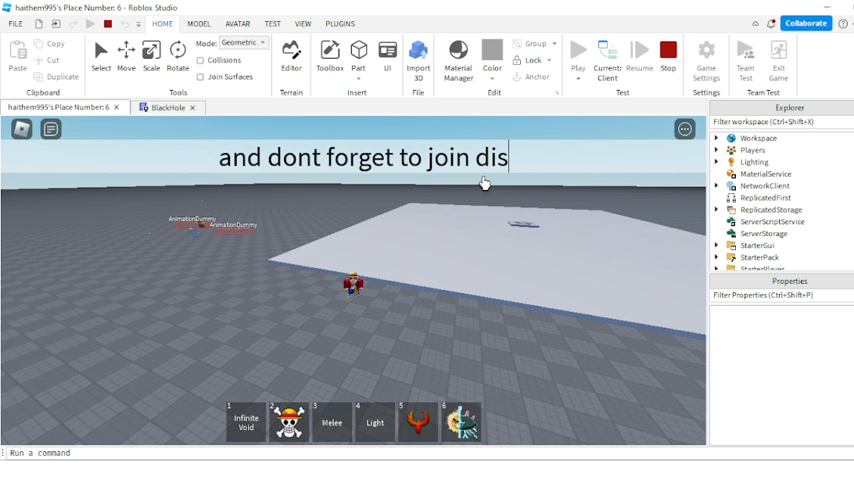 haithem995's Place Number: 6 - Roblox Studio
FILE HOME MODEL AVATAR TEST VIEW PLUGINS Collaborate
Paste Copy Cut Duplicate Clipboard
Select Move Scale Rotate Mode: Geometric Collisions Join Surfaces Tools
Editor Terrain
Toolbox Part UI Insert
Import 3D File
Material Manager Color Group Lock Anchor Edit
Play Current: Client Resume Stop Test
Game Settings Settings
Team Test Exit Game Team Test
haithem995's Place Number: 6 BlackHole
and dont forget to join dis
AnimationDummy
AnimationDummy
1 Infinite Void
2
3 Melee
4 Light
5
6
Explorer
Filter workspace (Ctrl+Shift+X)
Workspace
Players
Lighting
MaterialService
NetworkClient
ReplicatedFirst
ReplicatedStorage
ServerScriptService
ServerStorage
StarterGui
StarterPack
StarterPlayer
Properties
Filter Properties (Ctrl+Shift+P)
Run a command